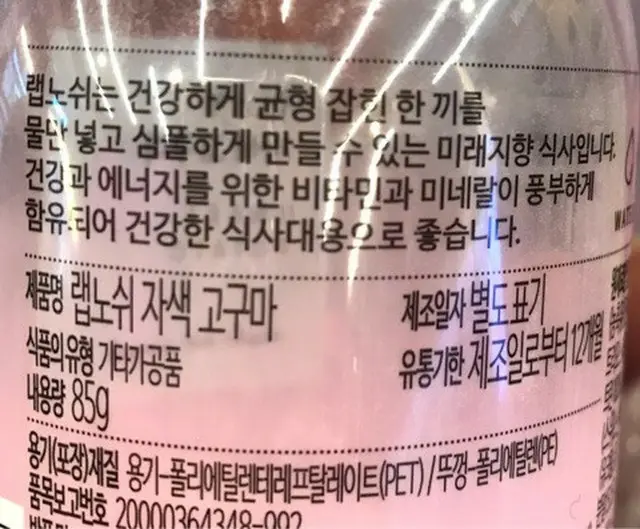 랩노쉬는 건강하게 균형 잡힌 한 끼를
물만 넣고 심플하게 만들 수 있는 미래지향 식사입니다.
건강과 에너지를 위한 비타민과 미네랄이 풍부하게
함유되어 건강한 식사대용으로 좋습니다.
제품명 랩노쉬 자색 고구마
제조일자 별도 표기
식품의 유형 기타가공품
유통기한 제조일로부터 12개월
내용량 85g
용기(포장)재질 용기-폴리에틸렌테레프탈레이트(PET) / 뚜껑-폴리에틸렌(PE)
품목보고번호 20000364348-092
WAT